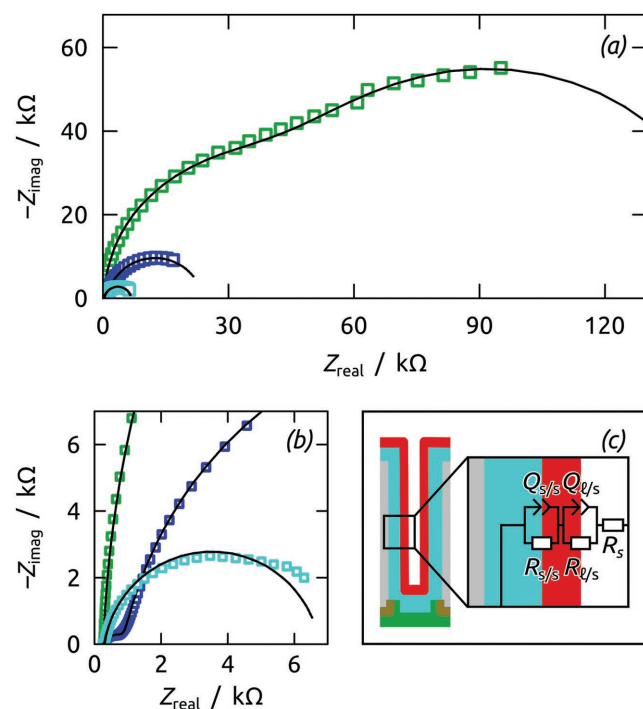 (a)
60
40
20
0
0 30 60 90 120
−Zimag / kΩ
Zreal / kΩ
(b)
6
4
2
0
0 2 4 6
−Zimag / kΩ
Zreal / kΩ
(c)
Qs/s Qℓ/s
Rs/s Rℓ/s
Rs